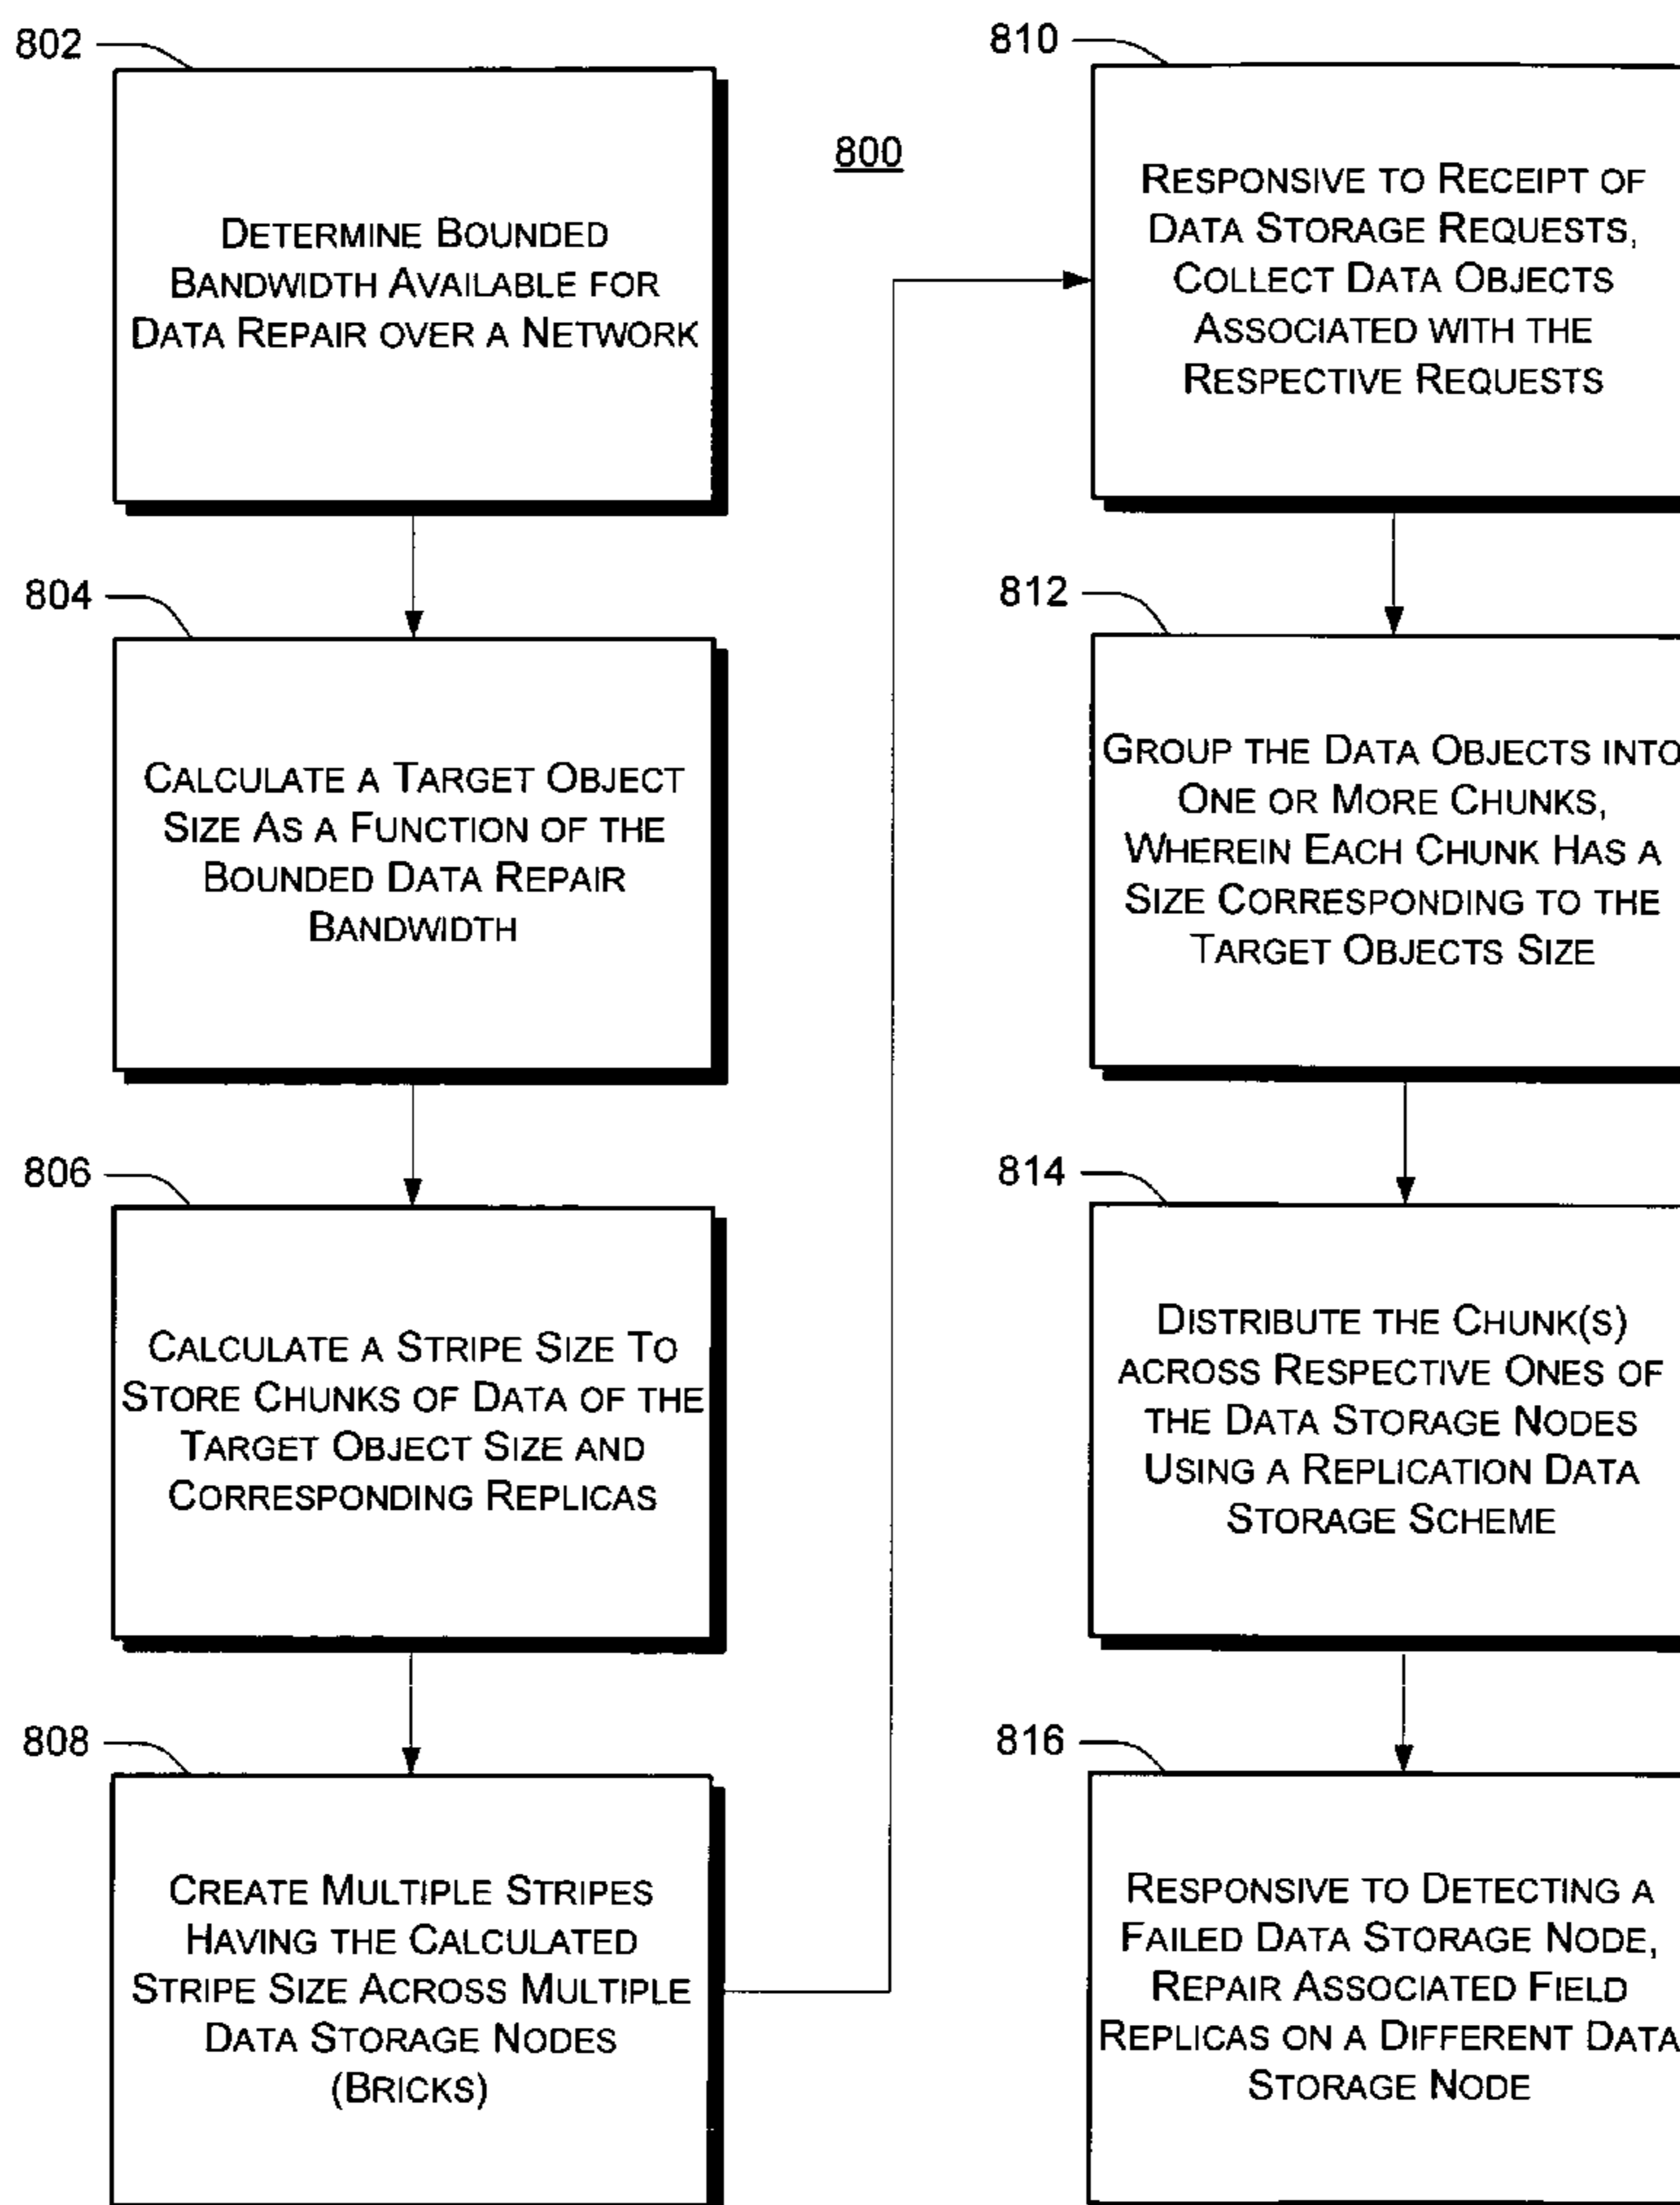 802
DETERMINE BOUNDED
BANDWIDTH AVAILABLE FOR
DATA REPAIR OVER A NETWORK
804
CALCULATE A TARGET OBJECT
SIZE AS A FUNCTION OF THE
BOUNDED DATA REPAIR
BANDWIDTH
806
CALCULATE A STRIPE SIZE TO
STORE CHUNKS OF DATA OF THE
TARGET OBJECT SIZE AND
CORRESPONDING REPLICAS
808
CREATE MULTIPLE STRIPES
HAVING THE CALCULATED
STRIPE SIZE ACROSS MULTIPLE
DATA STORAGE NODES
(BRICKS)
800
810
RESPONSIVE TO RECEIPT OF
DATA STORAGE REQUESTS,
COLLECT DATA OBJECTS
ASSOCIATED WITH THE
RESPECTIVE REQUESTS
812
GROUP THE DATA OBJECTS INTO
ONE OR MORE CHUNKS,
WHEREIN EACH CHUNK HAS A
SIZE CORRESPONDING TO THE
TARGET OBJECTS SIZE
814
DISTRIBUTE THE CHUNK(S)
ACROSS RESPECTIVE ONES OF
THE DATA STORAGE NODES
USING A REPLICATION DATA
STORAGE SCHEME
816
RESPONSIVE TO DETECTING A
FAILED DATA STORAGE NODE,
REPAIR ASSOCIATED FIELD
REPLICAS ON A DIFFERENT DATA
STORAGE NODE